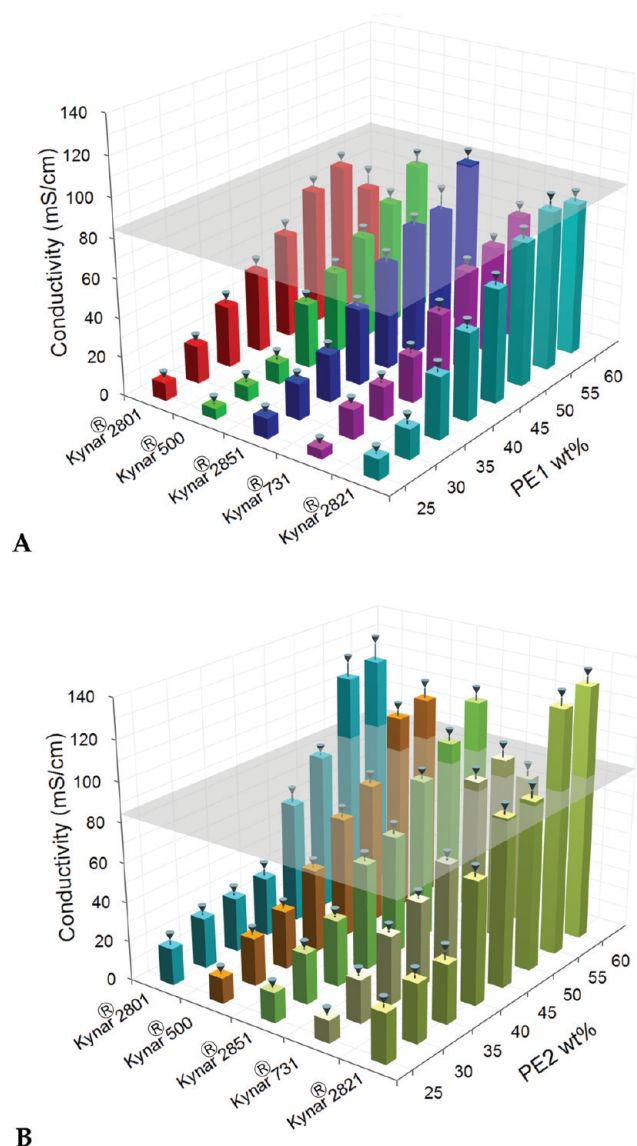 140
120
100
80
60
40
20
0
Conductivity (mS/cm)
Kynar® 2801
Kynar® 500
Kynar® 2851
Kynar® 731
Kynar® 2821
25
30
35
40
45
50
55
60
PE1 wt%
A
140
120
100
80
60
40
20
0
Conductivity (mS/cm)
Kynar® 2801
Kynar® 500
Kynar® 2851
Kynar® 731
Kynar® 2821
25
30
35
40
45
50
55
60
PE2 wt%
B